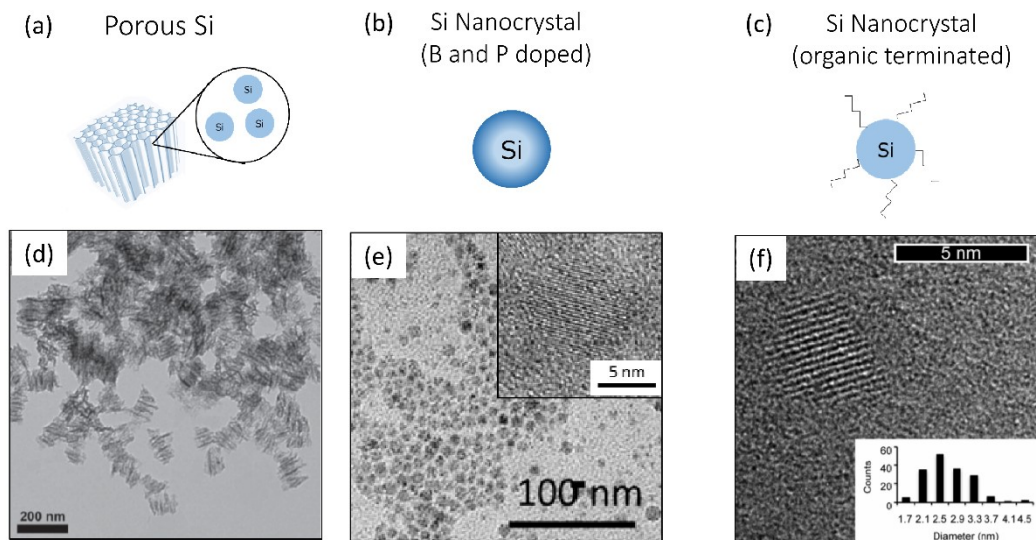 (a) Porous Si
Si
Si
Si
(b) Si Nanocrystal
(B and P doped)
Si
(c) Si Nanocrystal
(organic terminated)
Si
(d)
200 nm
(e)
5 nm
100 nm
(f)
5 nm
60
40
20
0
Counts
1.7 2.1 2.5 2.9 3.3 3.7 4.1 4.5
Diameter (nm)